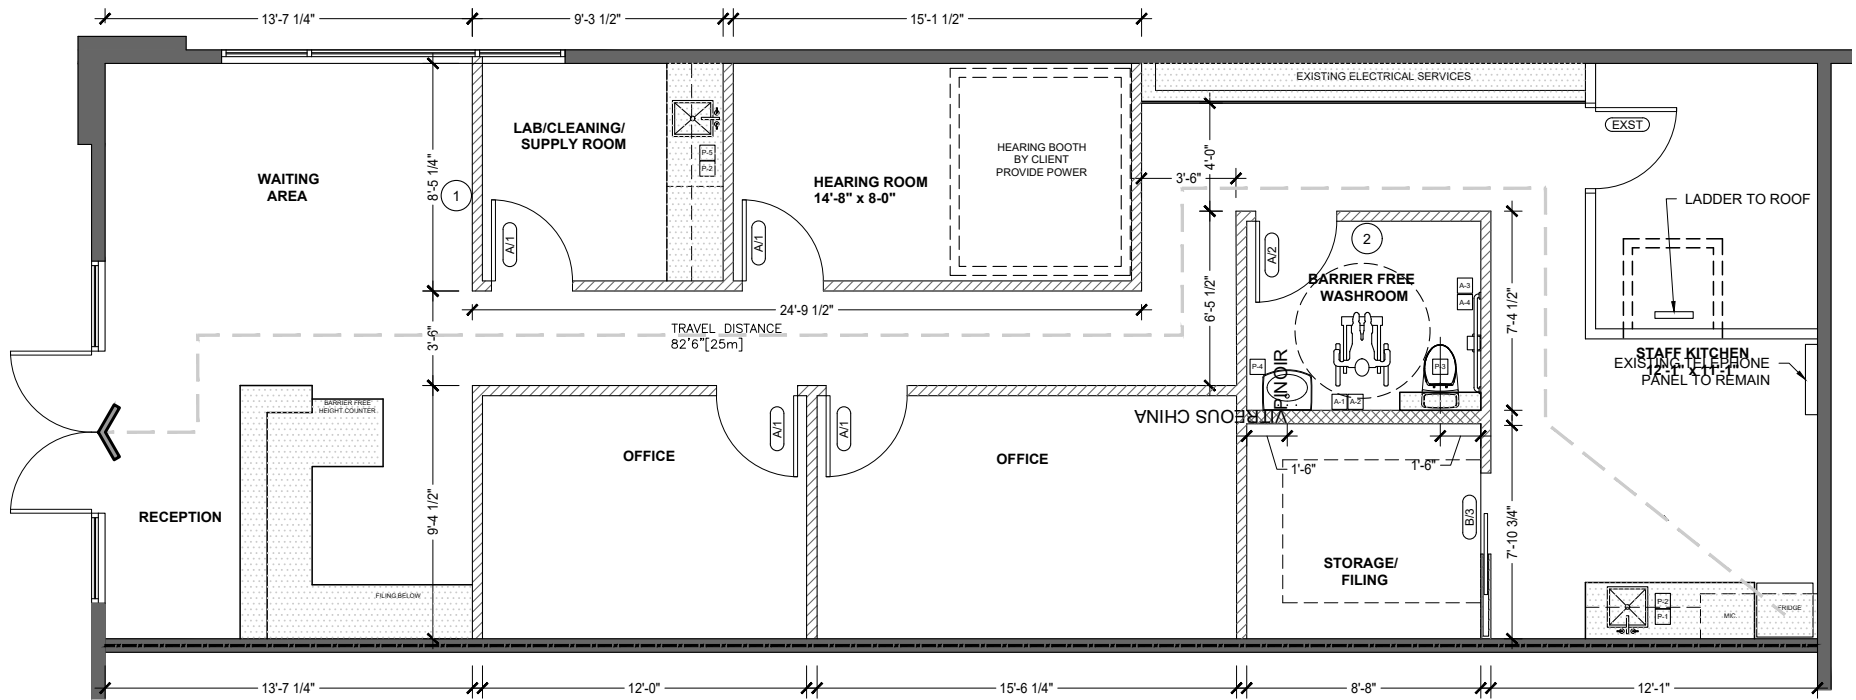 13'-7 1/4"
9'-3 1/2"
15'-1 1/2"
EXISTING ELECTRICAL SERVICES
EXST
LAB/CLEANING/
SUPPLY ROOM
P-5
P-2
HEARING BOOTH
BY CLIENT
PROVIDE POWER
HEARING ROOM
14'-8" x 8-0"
WAITING
AREA
8'-5 1/4"
1
A/1
A/1
3'-6"
4'-0"
LADDER TO ROOF
2
A/2
BARRIER FREE
WASHROOM
A-3
A-4
7'-4 1/2"
6'-5 1/2"
24'-9 1/2"
TRAVEL DISTANCE
82'6"[25m]
3'-6"
STAFF KITCHEN
12'-1" x 11'-1"
EXISTING TELEPHONE
PANEL TO REMAIN
P-4
P-3
A-1
A-2
PINOIR
VITREOUS CHINA
BARRIER FREE
HEIGHT COUNTER
A/1
A/1
OFFICE
OFFICE
1'-6"
1'-6"
RECEPTION
9'-4 1/2"
B/3
7'-10 3/4"
STORAGE/
FILING
FILING BELOW
P-2
P-1
MIC.
FRIDGE
13'-7 1/4"
12'-0"
15'-6 1/4"
8'-8"
12'-1"